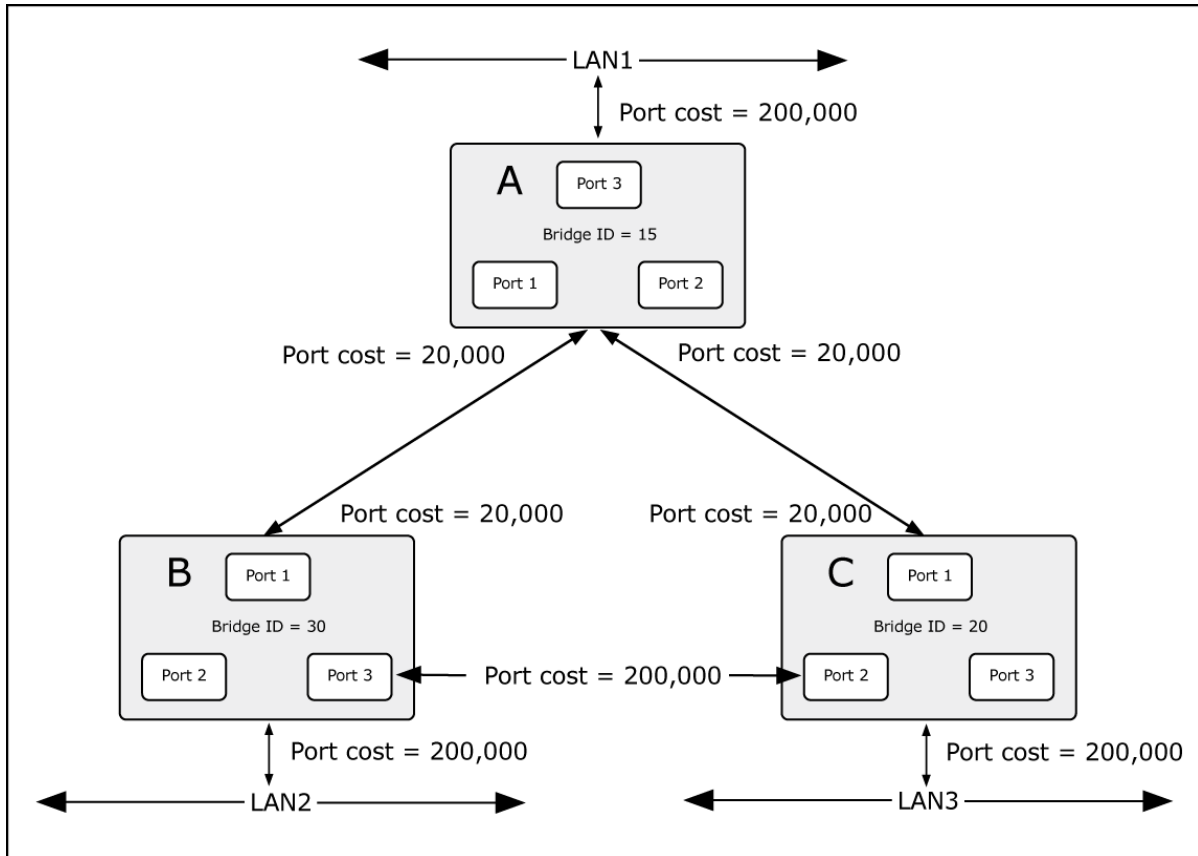 LAN1
Port cost = 200,000
A
Port 3
Bridge ID = 15
Port 1
Port 2
Port cost = 20,000
Port cost = 20,000
Port cost = 20,000
Port cost = 20,000
B
Port 1
Bridge ID = 30
Port 2
Port 3
C
Port 1
Bridge ID = 20
Port 2
Port 3
Port cost = 200,000
Port cost = 200,000
Port cost = 200,000
LAN2
LAN3